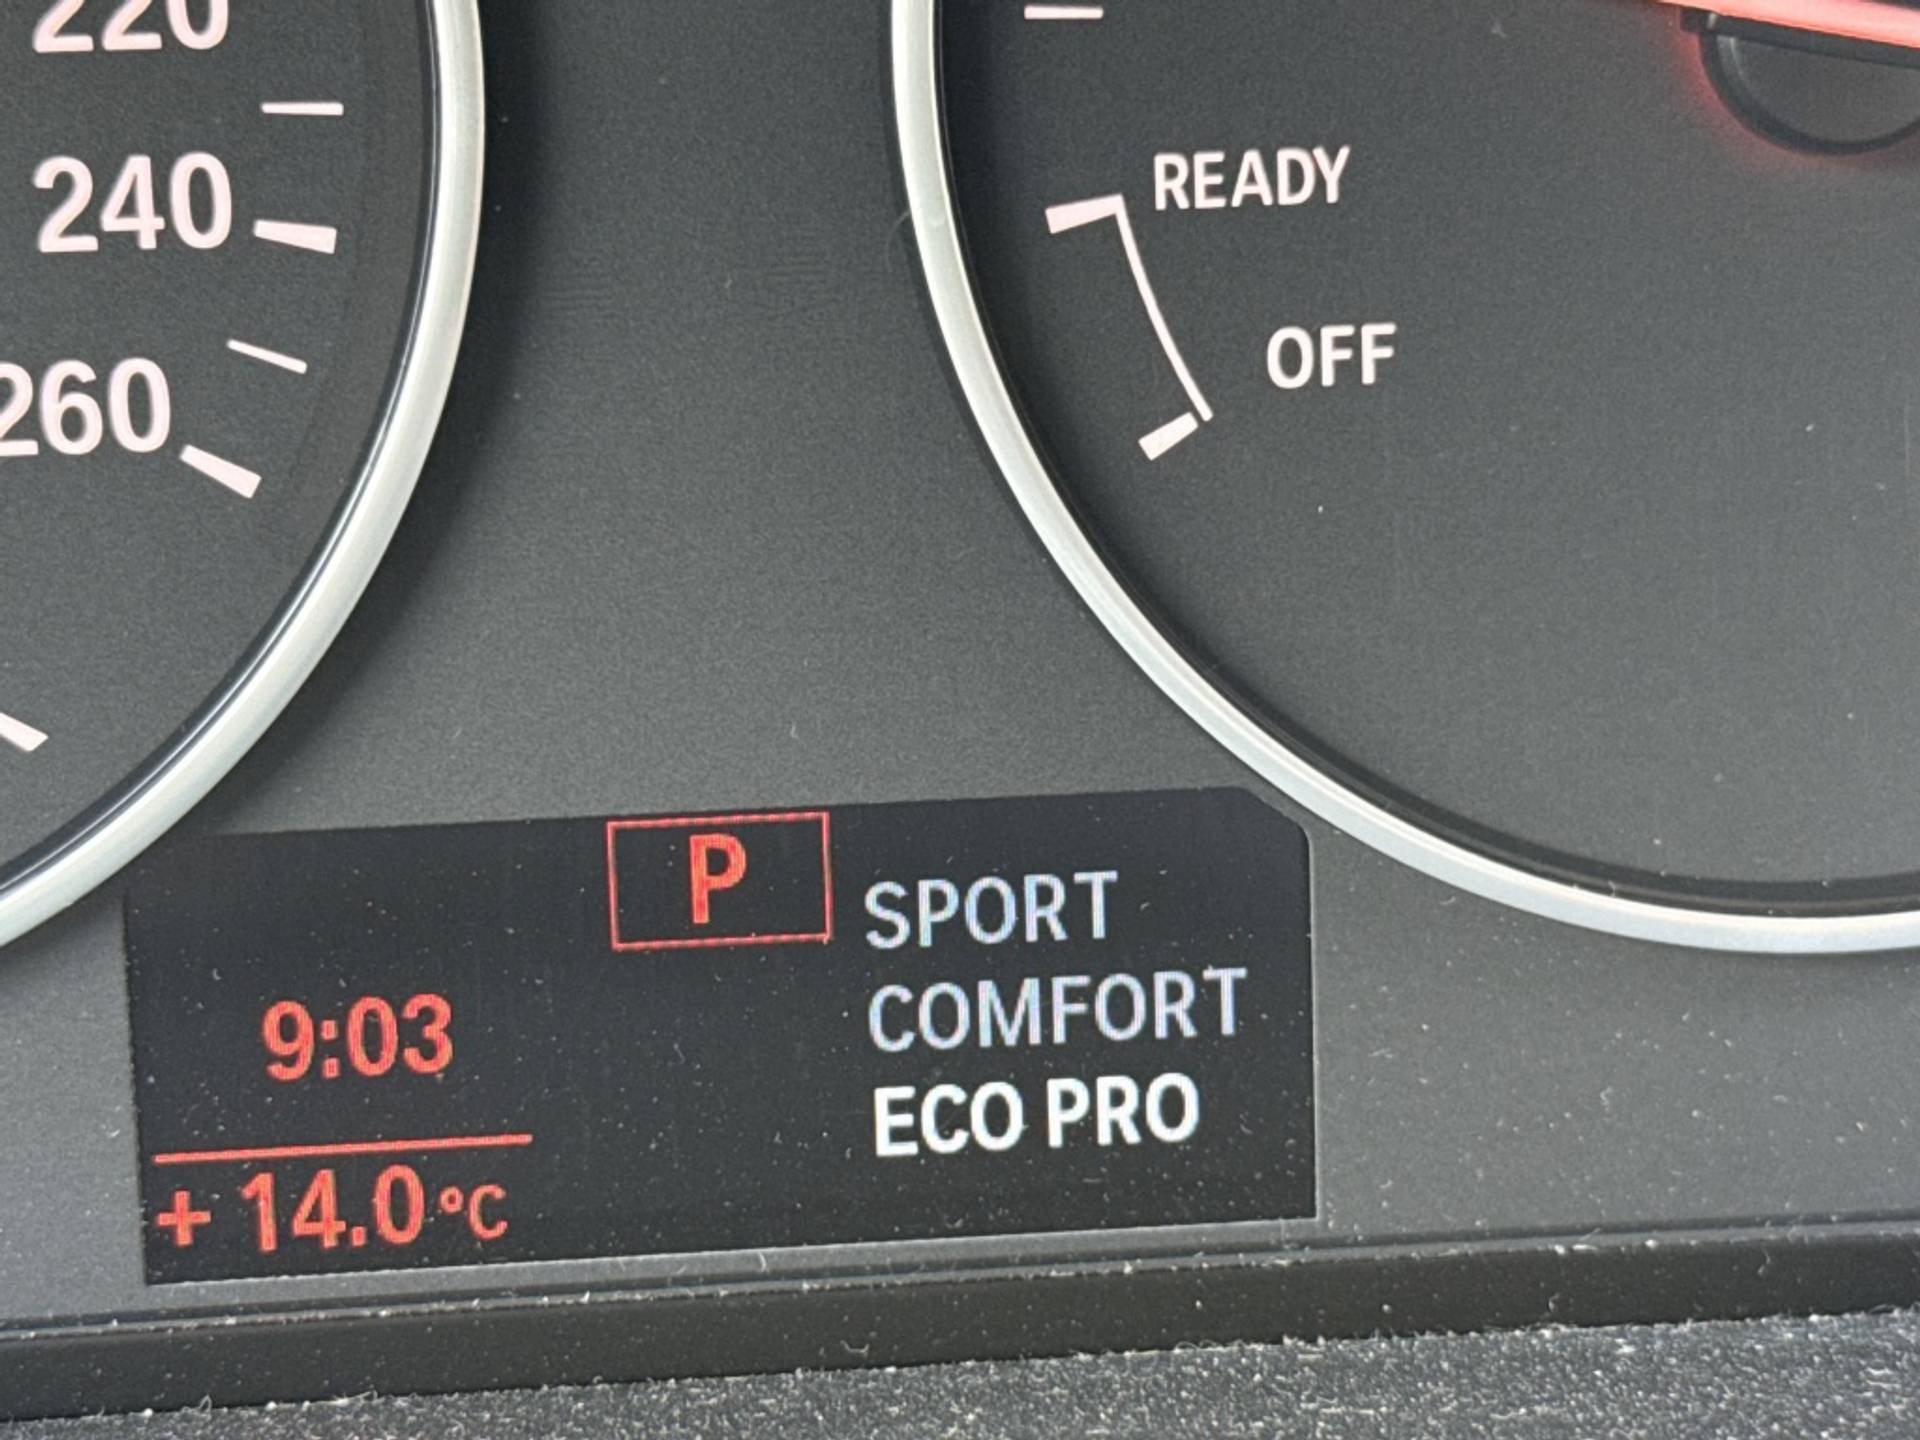 220
240
260
READY
OFF
P
SPORT
COMFORT
ECO PRO
9:03
+ 14.0 °C